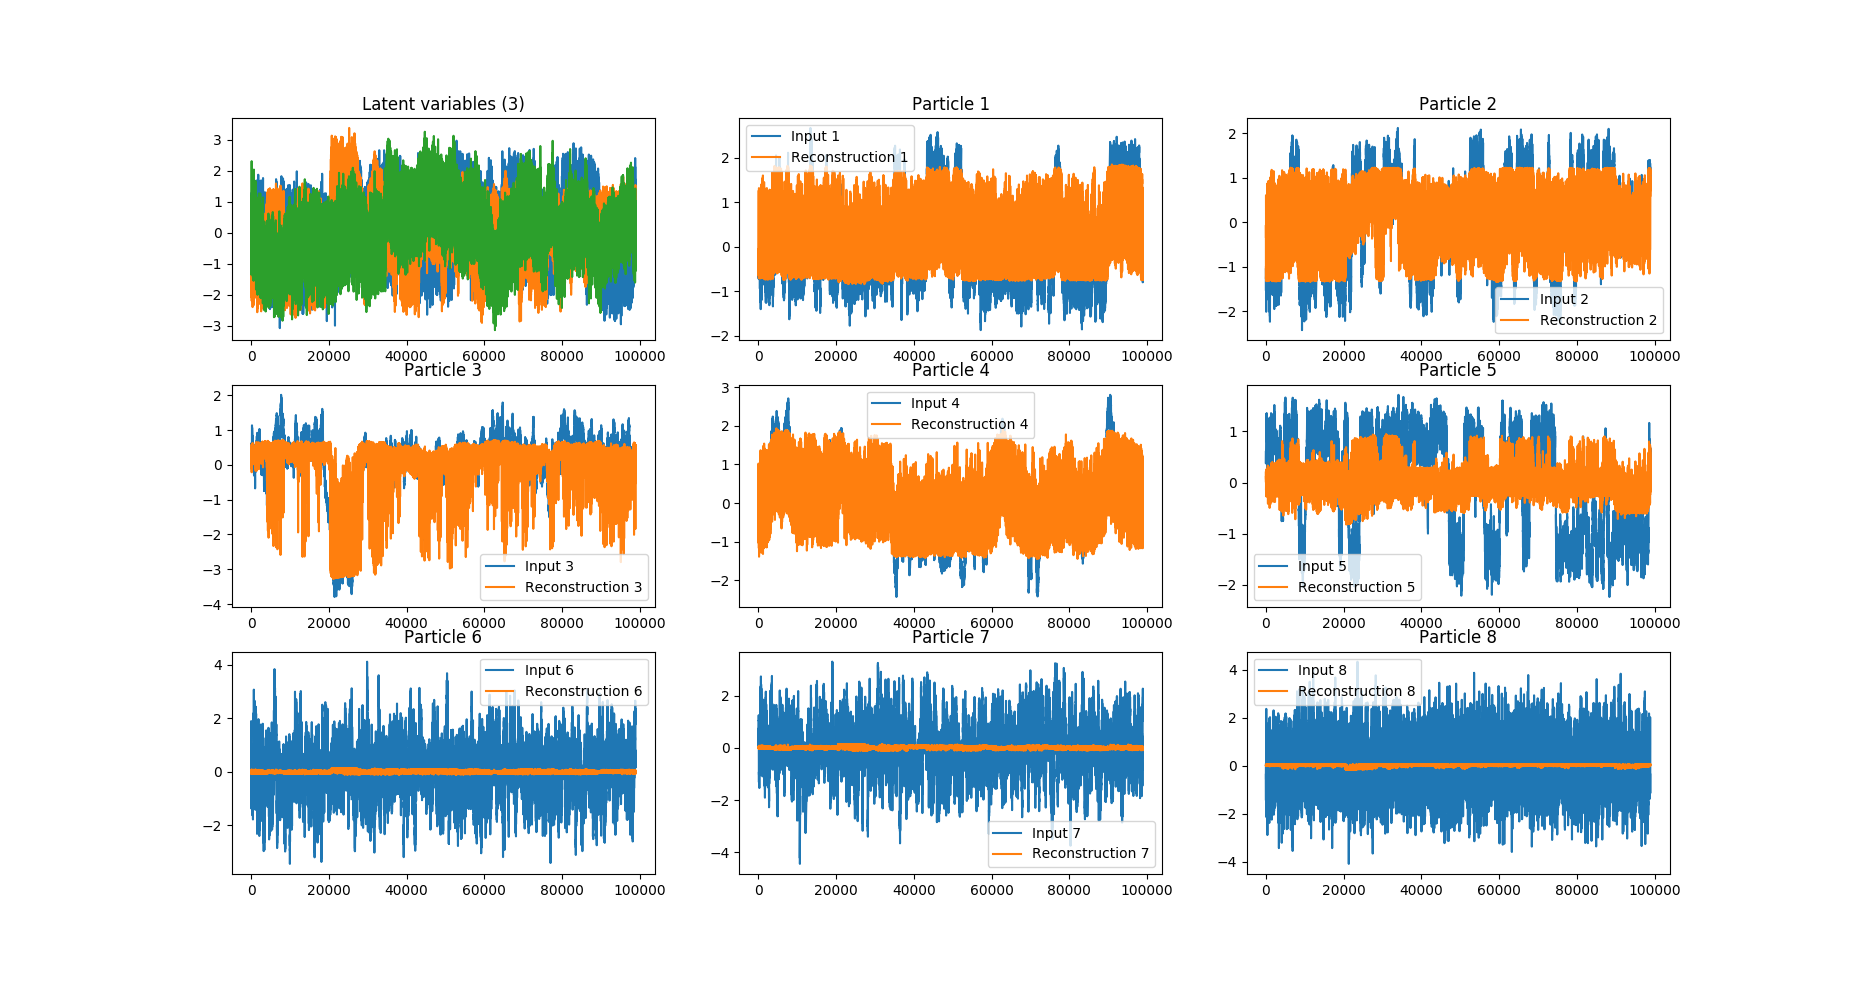 Latent variables (3)
3
2
1
0
−1
−2
−3
0 20000 40000 60000 80000 100000
Particle 1
Input 1
Reconstruction 1
2
1
0
−1
−2
0 20000 40000 60000 80000 100000
Particle 2
2
1
0
−1
−2
Input 2
Reconstruction 2
0 20000 40000 60000 80000 100000
Particle 3
2
1
0
−1
−2
−3
−4
Input 3
Reconstruction 3
0 20000 40000 60000 80000 100000
Particle 4
Input 4
Reconstruction 4
3
2
1
0
−1
−2
0 20000 40000 60000 80000 100000
Particle 5
1
0
−1
−2
Input 5
Reconstruction 5
0 20000 40000 60000 80000 100000
Particle 6
Input 6
Reconstruction 6
4
2
0
−2
0 20000 40000 60000 80000 100000
Particle 7
2
0
−2
−4
Input 7
Reconstruction 7
0 20000 40000 60000 80000 100000
Particle 8
Input 8
Reconstruction 8
4
2
0
−2
−4
0 20000 40000 60000 80000 100000